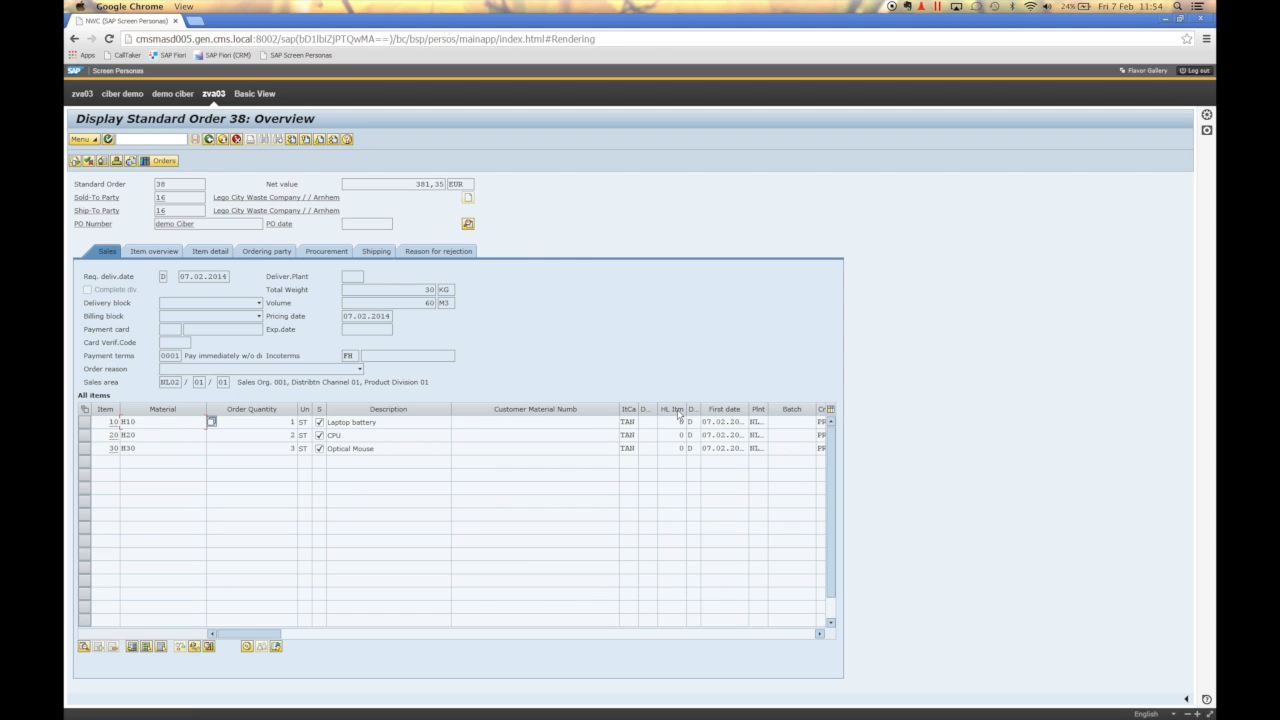 Google Chrome View 24% Fri 7 Feb 11:54
NWC (SAP Screen Personas)
cmsmasd005.gen.cms.local:8002/sap(bD1lbiZjPTQwMA==)/bc/bsp/persos/mainapp/index.html#Rendering
Apps CallTaker SAP Fiori SAP Fiori (CRM) SAP Screen Personas
SAP Screen Personas Flavor Gallery Log out
zva03 ciber demo demo ciber zva03 Basic View
Display Standard Order 38: Overview
Menu
Orders
Standard Order 38 Net value 381,35 EUR
Sold-To Party 16 Lego City Waste Company / / Arnhem
Ship-To Party 16 Lego City Waste Company / / Arnhem
PO Number demo Ciber PO date
Sales Item overview Item detail Ordering party Procurement Shipping Reason for rejection
Req. deliv.date D 07.02.2014 Deliver.Plant
Complete dlv. Total Weight 30 KG
Delivery block Volume 60 M3
Billing block Pricing date 07.02.2014
Payment card Exp.date
Card Verif.Code
Payment terms 0001 Pay immediately w/o de Incoterms FH
Order reason
Sales area NL02 / 01 / 01 Sales Org. 001, Distribtn Channel 01, Product Division 01
All items
Item Material Order Quantity Un S Description Customer Material Numb ItCa D... HL Itm D... First date Plnt Batch
10 H10 1 ST Laptop battery TAN D 07.02.20... NL...
20 H20 2 ST CPU TAN 0 D 07.02.20... NL...
30 H30 3 ST Optical Mouse TAN 0 D 07.02.20... NL...
English